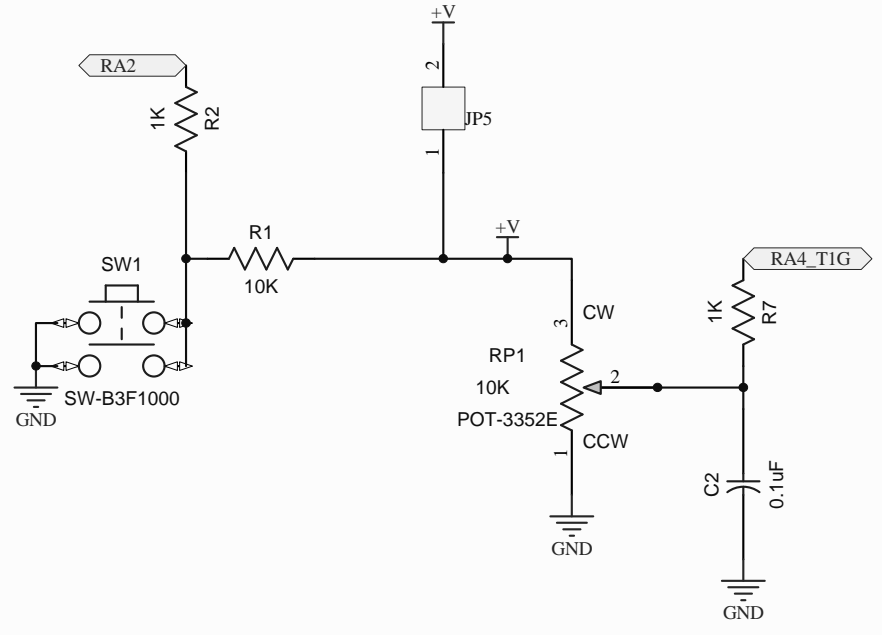 +V
RA2
2
1K
R2
JP5
1
R1
+V
10K
SW1
RA4_T1G
1K
R7
CW
3
RP1
10K
2
POT-3352E
SW-B3F1000
GND
CCW
1
C2
0.1uF
GND
GND